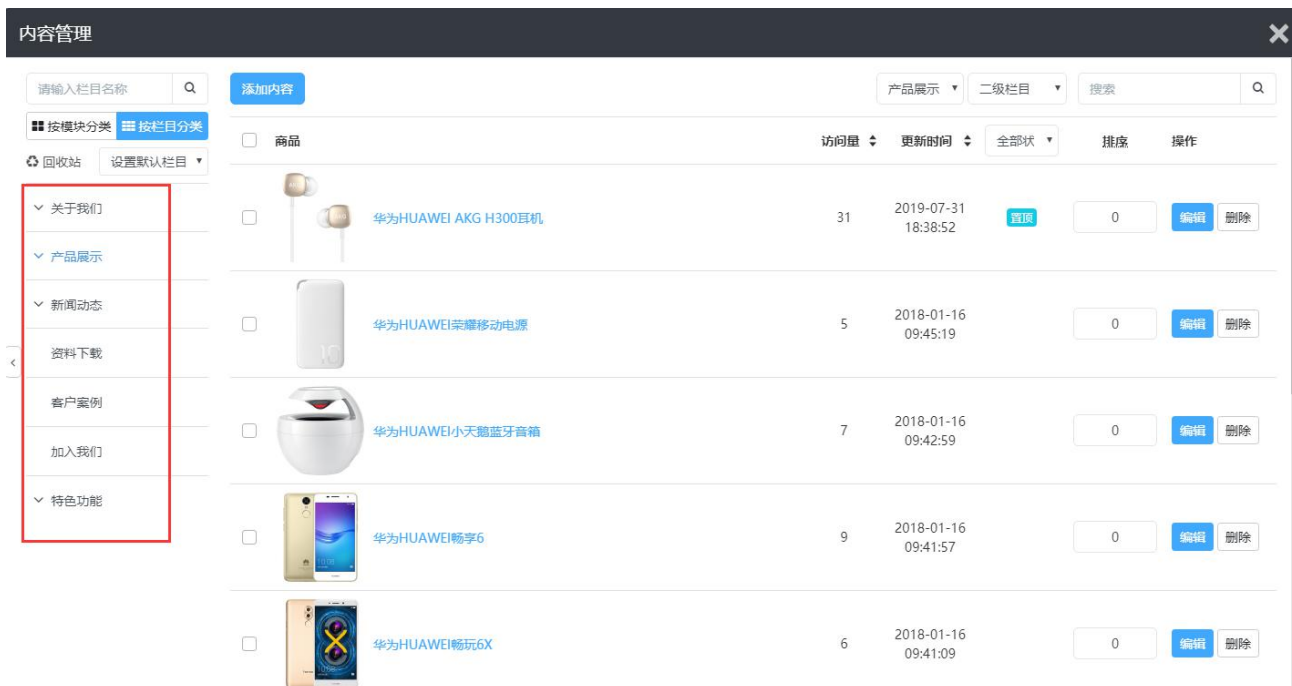 内容管理
请输入栏目名称
添加内容
产品展示
二级栏目
搜索
按模块分类
按栏目分类
商品
访问量
更新时间
全部状
排序
操作
回收站
设置默认栏目
关于我们
产品展示
新闻动态
资料下载
客户案例
加入我们
特色功能
华为HUAWEI AKG H300耳机
31
2019-07-31
18:38:52
置顶
0
编辑
删除
华为HUAWEI荣耀移动电源
5
2018-01-16
09:45:19
0
编辑
删除
华为HUAWEI小天鹅蓝牙音箱
7
2018-01-16
09:42:59
0
编辑
删除
华为HUAWEI畅享6
9
2018-01-16
09:41:57
0
编辑
删除
华为HUAWEI畅玩6X
6
2018-01-16
09:41:09
0
编辑
删除